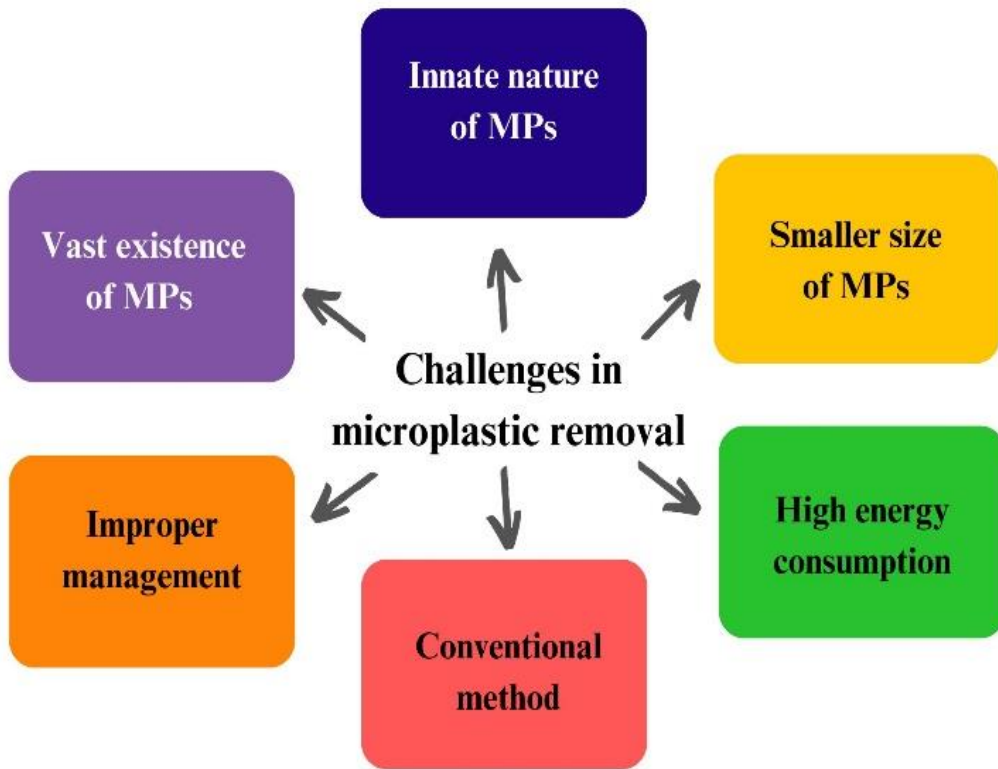 Innate nature
of MPs
Vast existence
of MPs
Smaller size
of MPs
Challenges in
microplastic removal
Improper
management
High energy
consumption
Conventional
method